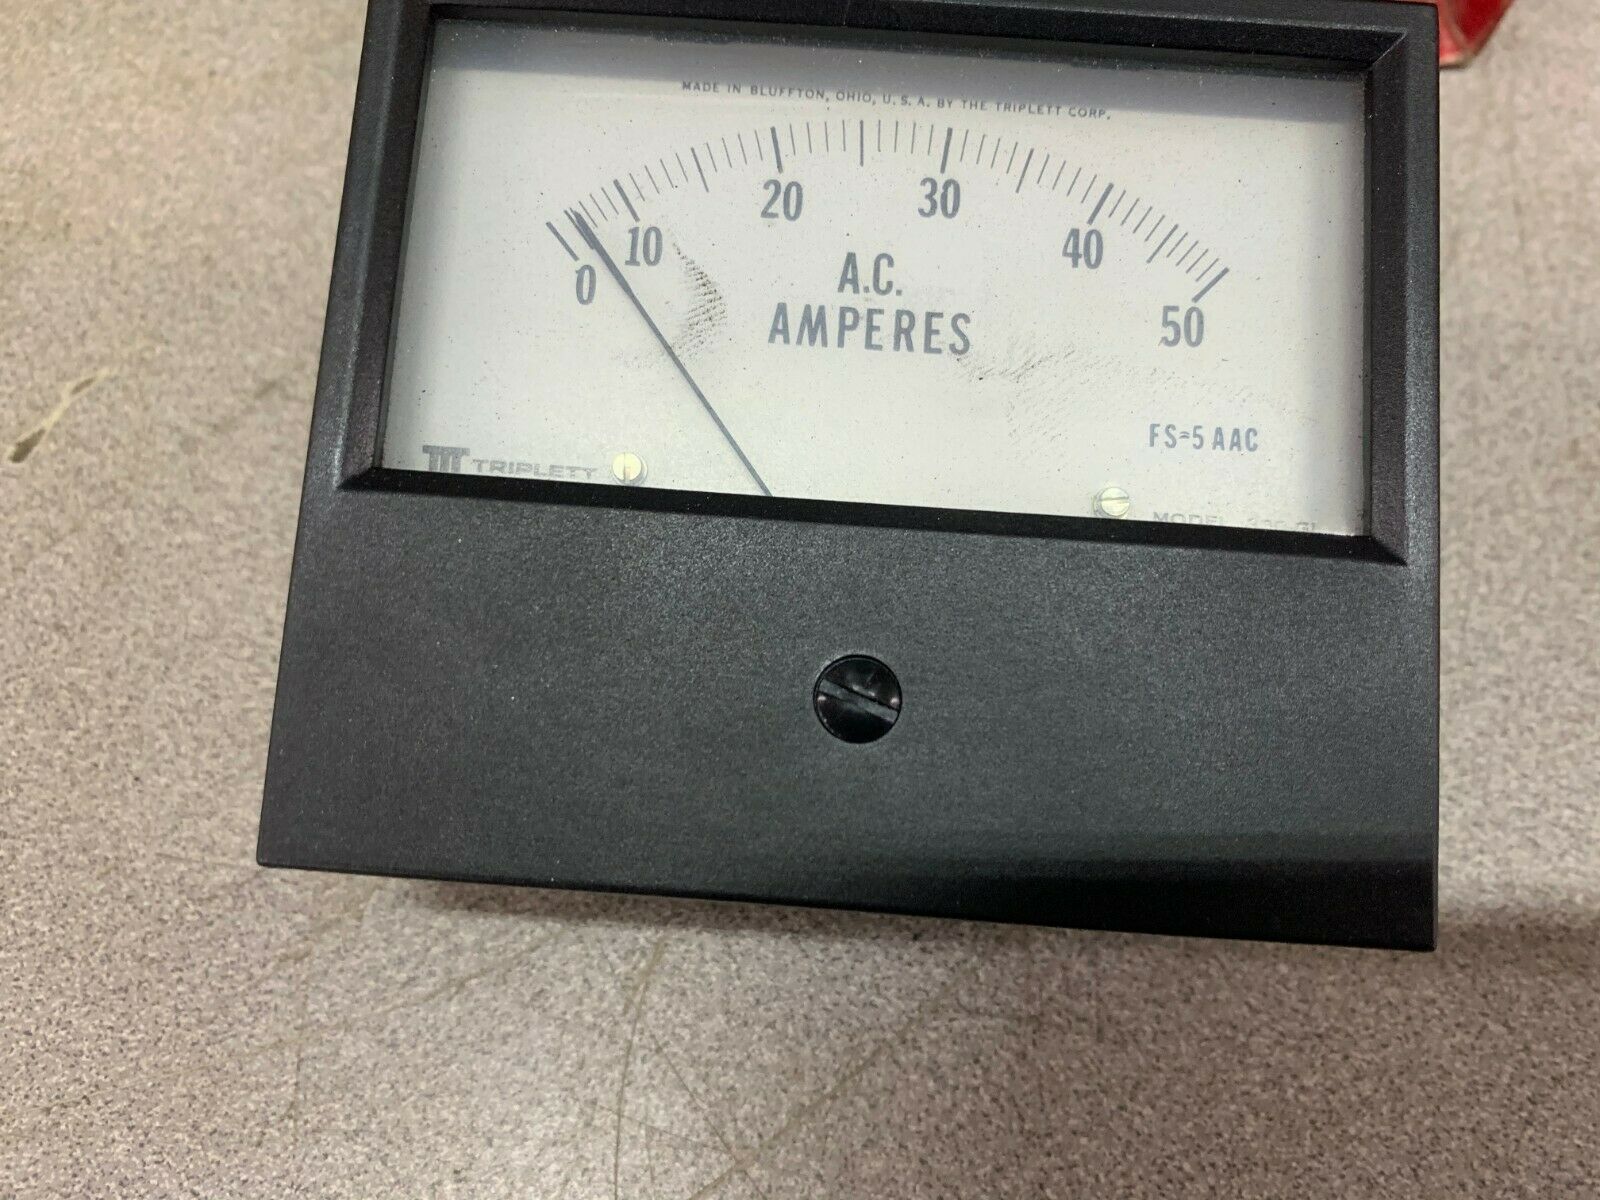 MADE IN BLUFFTON, OHIO, U. S. A. BY THE TRIPLETT CORP.
0 10 20 30 40 50
A.C.
AMPERES
FS=5 AAC
TRIPLETT
MODEL